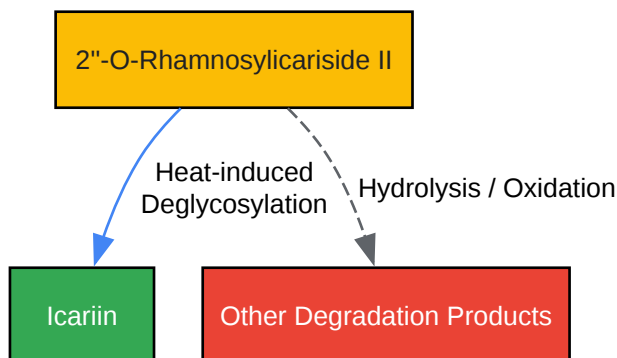 2"-O-Rhamnosylicariside II
Heat-induced
Deglycosylation
Hydrolysis / Oxidation
Icariin
Other Degradation Products